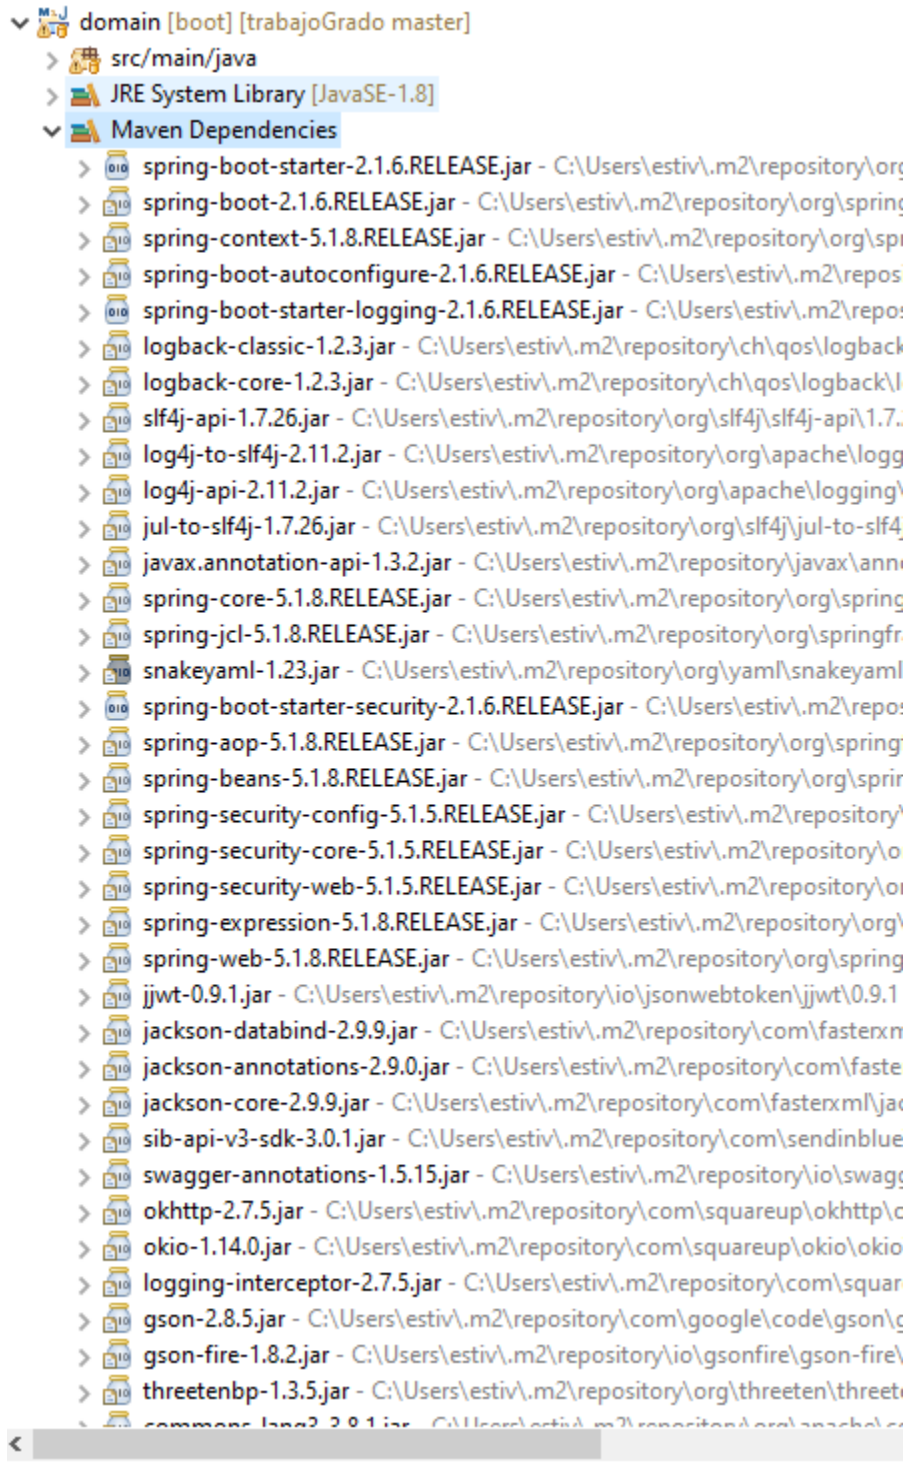 domain [boot] [trabajoGrado master]
src/main/java
JRE System Library [JavaSE-1.8]
Maven Dependencies
spring-boot-starter-2.1.6.RELEASE.jar - C:\Users\estiv\.m2\repository\org
spring-boot-2.1.6.RELEASE.jar - C:\Users\estiv\.m2\repository\org\spring
spring-context-5.1.8.RELEASE.jar - C:\Users\estiv\.m2\repository\org\spr
spring-boot-autoconfigure-2.1.6.RELEASE.jar - C:\Users\estiv\.m2\reposi
spring-boot-starter-logging-2.1.6.RELEASE.jar - C:\Users\estiv\.m2\repos
logback-classic-1.2.3.jar - C:\Users\estiv\.m2\repository\ch\qos\logback
logback-core-1.2.3.jar - C:\Users\estiv\.m2\repository\ch\qos\logback\l
slf4j-api-1.7.26.jar - C:\Users\estiv\.m2\repository\org\slf4j\slf4j-api\1.7.
log4j-to-slf4j-2.11.2.jar - C:\Users\estiv\.m2\repository\org\apache\logg
log4j-api-2.11.2.jar - C:\Users\estiv\.m2\repository\org\apache\logging\
jul-to-slf4j-1.7.26.jar - C:\Users\estiv\.m2\repository\org\slf4j\jul-to-slf4j
javax.annotation-api-1.3.2.jar - C:\Users\estiv\.m2\repository\javax\anno
spring-core-5.1.8.RELEASE.jar - C:\Users\estiv\.m2\repository\org\spring
spring-jcl-5.1.8.RELEASE.jar - C:\Users\estiv\.m2\repository\org\springfr
snakeyaml-1.23.jar - C:\Users\estiv\.m2\repository\org\yaml\snakeyaml
spring-boot-starter-security-2.1.6.RELEASE.jar - C:\Users\estiv\.m2\repos
spring-aop-5.1.8.RELEASE.jar - C:\Users\estiv\.m2\repository\org\springf
spring-beans-5.1.8.RELEASE.jar - C:\Users\estiv\.m2\repository\org\sprin
spring-security-config-5.1.5.RELEASE.jar - C:\Users\estiv\.m2\repository\
spring-security-core-5.1.5.RELEASE.jar - C:\Users\estiv\.m2\repository\o
spring-security-web-5.1.5.RELEASE.jar - C:\Users\estiv\.m2\repository\or
spring-expression-5.1.8.RELEASE.jar - C:\Users\estiv\.m2\repository\org\
spring-web-5.1.8.RELEASE.jar - C:\Users\estiv\.m2\repository\org\spring
jjwt-0.9.1.jar - C:\Users\estiv\.m2\repository\io\jsonwebtoken\jjwt\0.9.1
jackson-databind-2.9.9.jar - C:\Users\estiv\.m2\repository\com\fasterxm
jackson-annotations-2.9.0.jar - C:\Users\estiv\.m2\repository\com\faste
jackson-core-2.9.9.jar - C:\Users\estiv\.m2\repository\com\fasterxml\jac
sib-api-v3-sdk-3.0.1.jar - C:\Users\estiv\.m2\repository\com\sendinblue
swagger-annotations-1.5.15.jar - C:\Users\estiv\.m2\repository\io\swagg
okhttp-2.7.5.jar - C:\Users\estiv\.m2\repository\com\squareup\okhttp\o
okio-1.14.0.jar - C:\Users\estiv\.m2\repository\com\squareup\okio\okio
logging-interceptor-2.7.5.jar - C:\Users\estiv\.m2\repository\com\squar
gson-2.8.5.jar - C:\Users\estiv\.m2\repository\com\google\code\gson\g
gson-fire-1.8.2.jar - C:\Users\estiv\.m2\repository\io\gsonfire\gson-fire\
threetenbp-1.3.5.jar - C:\Users\estiv\.m2\repository\org\threeten\threete
commons-lang3-3.8.1.jar - C:\Users\estiv\.m2\repository\org\apache\co